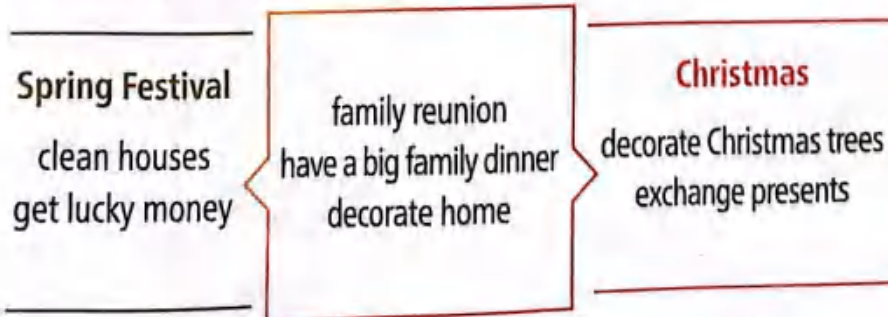 Spring Festival
clean houses
get lucky money
family reunion
have a big family dinner
decorate home
Christmas
decorate Christmas trees
exchange presents